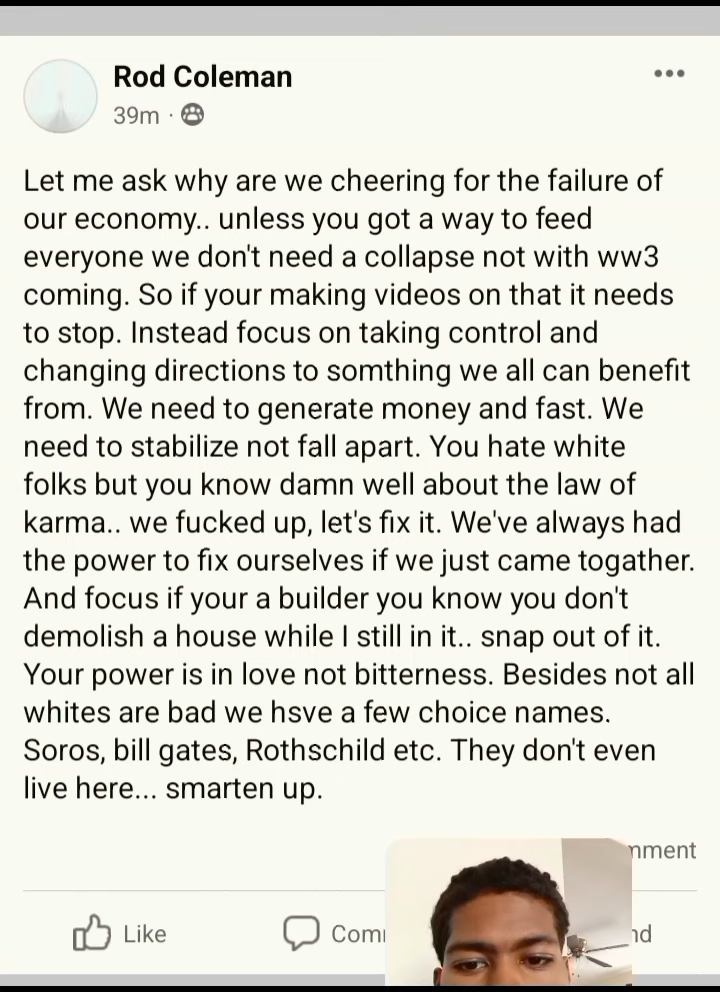 Rod Coleman
39m ·
Let me ask why are we cheering for the failure of
our economy.. unless you got a way to feed
everyone we don't need a collapse not with ww3
coming. So if your making videos on that it needs
to stop. Instead focus on taking control and
changing directions to somthing we all can benefit
from. We need to generate money and fast. We
need to stabilize not fall apart. You hate white
folks but you know damn well about the law of
karma.. we fucked up, let's fix it. We've always had
the power to fix ourselves if we just came togather.
And focus if your a builder you know you don't
demolish a house while I still in it.. snap out of it.
Your power is in love not bitterness. Besides not all
whites are bad we hsve a few choice names.
Soros, bill gates, Rothschild etc. They don't even
live here... smarten up.
Like